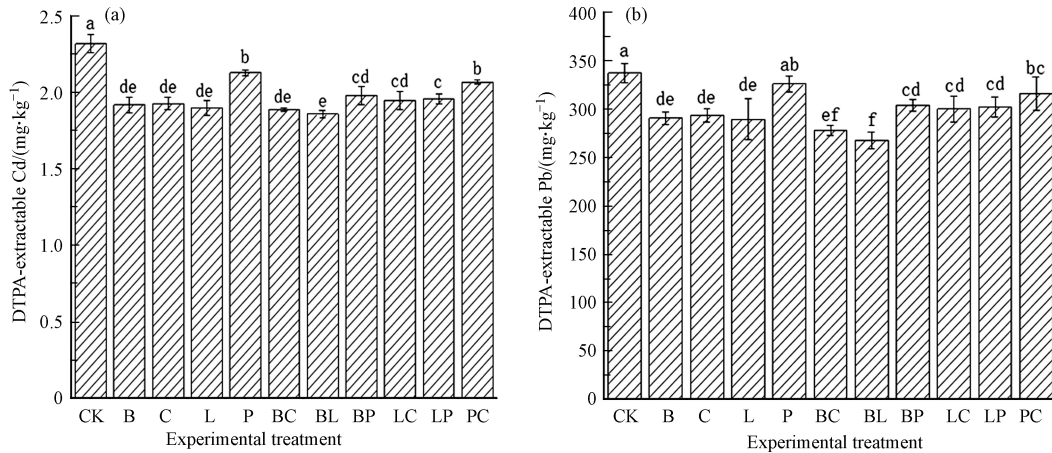 (a)
DTPA-extractable Cd/(mg·kg⁻¹)
2.5
2.0
1.5
1.0
0.5
0
a
de
de
de
b
de
e
cd
cd
c
b
CK B C L P BC BL BP LC LP PC
Experimental treatment
(b)
DTPA-extractable Pb/(mg·kg⁻¹)
400
350
300
250
200
150
100
50
0
a
de
de
de
ab
ef
f
cd
cd
cd
bc
CK B C L P BC BL BP LC LP PC
Experimental treatment